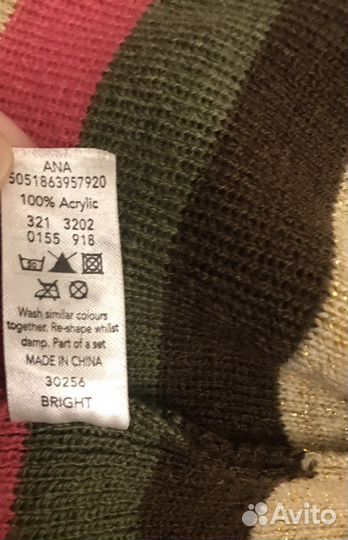 ANA
5051863957920
100% Acrylic
321 3202
0155 918
30
Wash similar colours
together. Re-shape whilst
damp. Part of a set
MADE IN CHINA
30256
BRIGHT
Avito